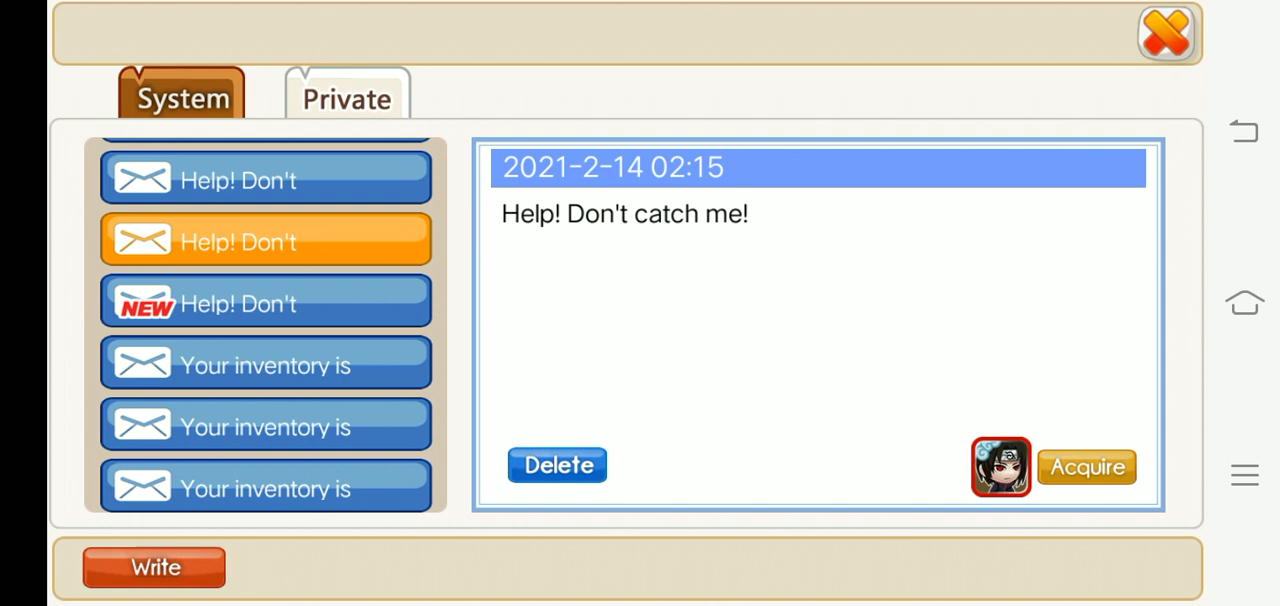 System
Private
Help! Don't
Help! Don't
NEW Help! Don't
Your inventory is
Your inventory is
Your inventory is
2021-2-14 02:15
Help! Don't catch me!
Delete
Acquire
Write